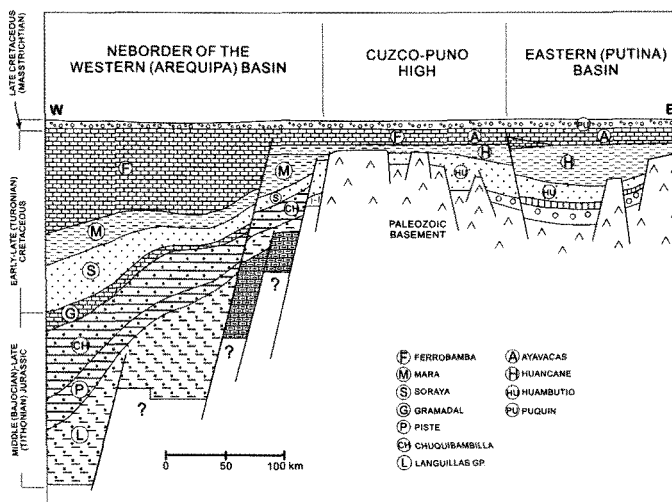 LATE CRETACEOUS
(MASSTRICHTIAN)
NEBORDER OF THE
WESTERN (AREQUIPA) BASIN
CUZCO-PUNO
HIGH
EASTERN (PUTINA)
BASIN
W
E
PU
F
F
A
A
M
H
H
S
HU
HU
CH
PALEOZOIC
BASEMENT
EARLY-LATE (TURONIAN)
CRETACEOUS
M
S
G
CH
P
L
?
?
?
MIDDLE (BAJOCIAN)-LATE
(TITHONIAN) JURASSIC
F FERROBAMBA
M MARA
S SORAYA
G GRAMADAL
P PISTE
CH CHUQUIBAMBILLA
L LANGUILLAS GP.
A AYAVACAS
H HUANCANE
HU HUAMBUTIO
PU PUQUIN
0 50 100 km